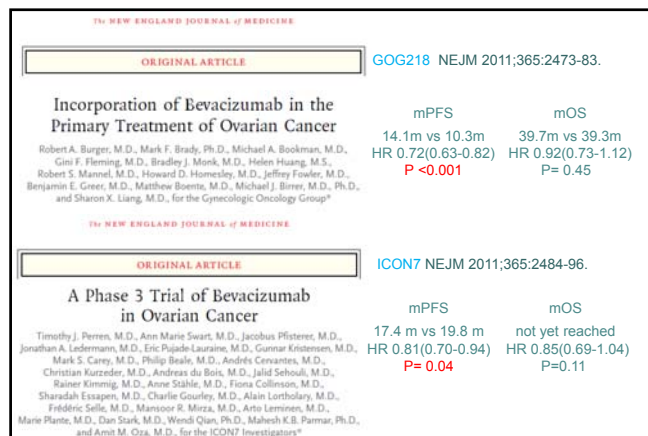 The NEW ENGLAND JOURNAL of MEDICINE
ORIGINAL ARTICLE
Incorporation of Bevacizumab in the
Primary Treatment of Ovarian Cancer
Robert A. Burger, M.D., Mark F. Brady, Ph.D., Michael A. Bookman, M.D.,
Gini F. Fleming, M.D., Bradley J. Monk, M.D., Helen Huang, M.S.,
Robert S. Mannel, M.D., Howard D. Homesley, M.D., Jeffrey Fowler, M.D.,
Benjamin E. Greer, M.D., Matthew Boente, M.D., Michael J. Birrer, M.D., Ph.D.,
and Sharon X. Liang, M.D., for the Gynecologic Oncology Group*
GOG218 NEJM 2011;365:2473-83.
mPFS
14.1m vs 10.3m
HR 0.72(0.63-0.82)
P <0.001
mOS
39.7m vs 39.3m
HR 0.92(0.73-1.12)
P= 0.45
The NEW ENGLAND JOURNAL of MEDICINE
ORIGINAL ARTICLE
A Phase 3 Trial of Bevacizumab
in Ovarian Cancer
Timothy J. Perren, M.D., Ann Marie Swart, M.D., Jacobus Pfisterer, M.D.,
Jonathan A. Ledermann, M.D., Eric Pujade-Lauraine, M.D., Gunnar Kristensen, M.D.,
Mark S. Carey, M.D., Philip Beale, M.D., Andrés Cervantes, M.D.,
Christian Kurzeder, M.D., Andreas du Bois, M.D., Jalid Sehouli, M.D.,
Rainer Kimmig, M.D., Anne Stähle, M.D., Fiona Collinson, M.D.,
Sharadah Essapen, M.D., Charlie Gourley, M.D., Alain Lortholary, M.D.,
Frédéric Selle, M.D., Mansoor R. Mirza, M.D., Arto Leminen, M.D.,
Marie Plante, M.D., Dan Stark, M.D., Wendi Qian, Ph.D., Mahesh K.B. Parmar, Ph.D.,
and Amit M. Oza, M.D., for the ICON7 Investigators*
ICON7 NEJM 2011;365:2484-96.
mPFS
17.4 m vs 19.8 m
HR 0.81(0.70-0.94)
P= 0.04
mOS
not yet reached
HR 0.85(0.69-1.04)
P=0.11